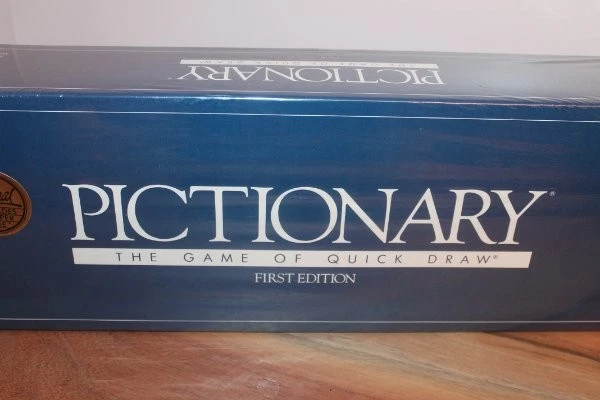 THE GAME OF QUICK DRAW
PICTIONARY
PICTIONARY®
THE GAME OF QUICK DRAW®
FIRST EDITION